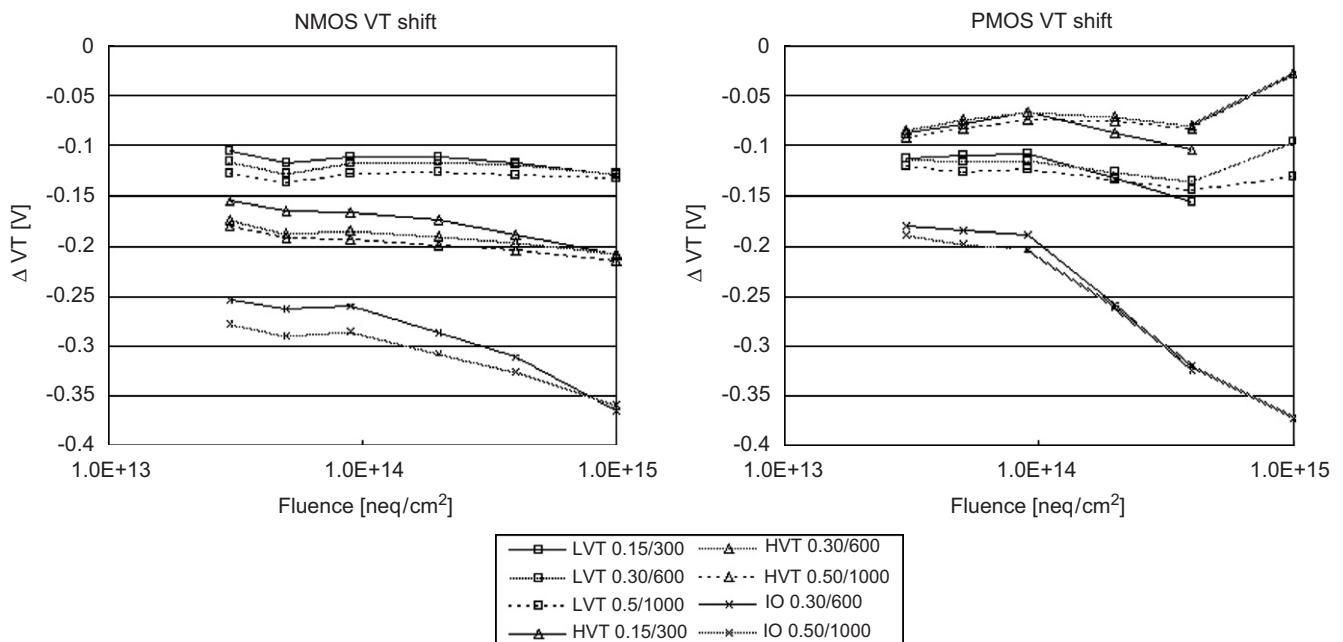 NMOS VT shift
0
-0.05
-0.1
-0.15
-0.2
-0.25
-0.3
-0.35
-0.4
Δ VT [V]
1.0E+13
1.0E+14
1.0E+15
Fluence [neq/cm²]
PMOS VT shift
0
-0.05
-0.1
-0.15
-0.2
-0.25
-0.3
-0.35
-0.4
Δ VT [V]
1.0E+13
1.0E+14
1.0E+15
Fluence [neq/cm²]
LVT 0.15/300
LVT 0.30/600
LVT 0.5/1000
HVT 0.15/300
HVT 0.30/600
HVT 0.50/1000
IO 0.30/600
IO 0.50/1000